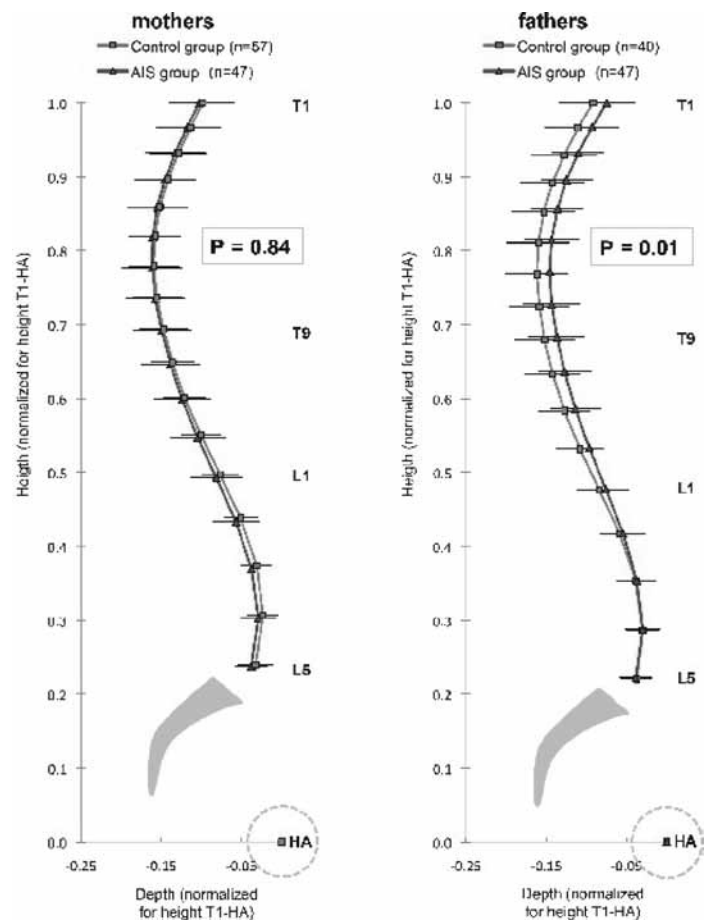 mothers
Control group (n=57)
AIS group (n=47)
1.0
0.9
0.8
0.7
0.6
0.5
0.4
0.3
0.2
0.1
0.0
T1
T9
L1
L5
P = 0.84
HA
-0.25
-0.15
-0.05
Heigth (normalized for height T1-HA)
Depth (normalized
for height T1-HA)
fathers
Control group (n=40)
AIS group (n=47)
1.0
0.9
0.8
0.7
0.6
0.5
0.4
0.3
0.2
0.1
0.0
T1
T9
L1
L5
P = 0.01
HA
-0.25
-0.15
-0.05
Heigth (normalized for height T1-HA)
Depth (normalized
for height T1-HA)